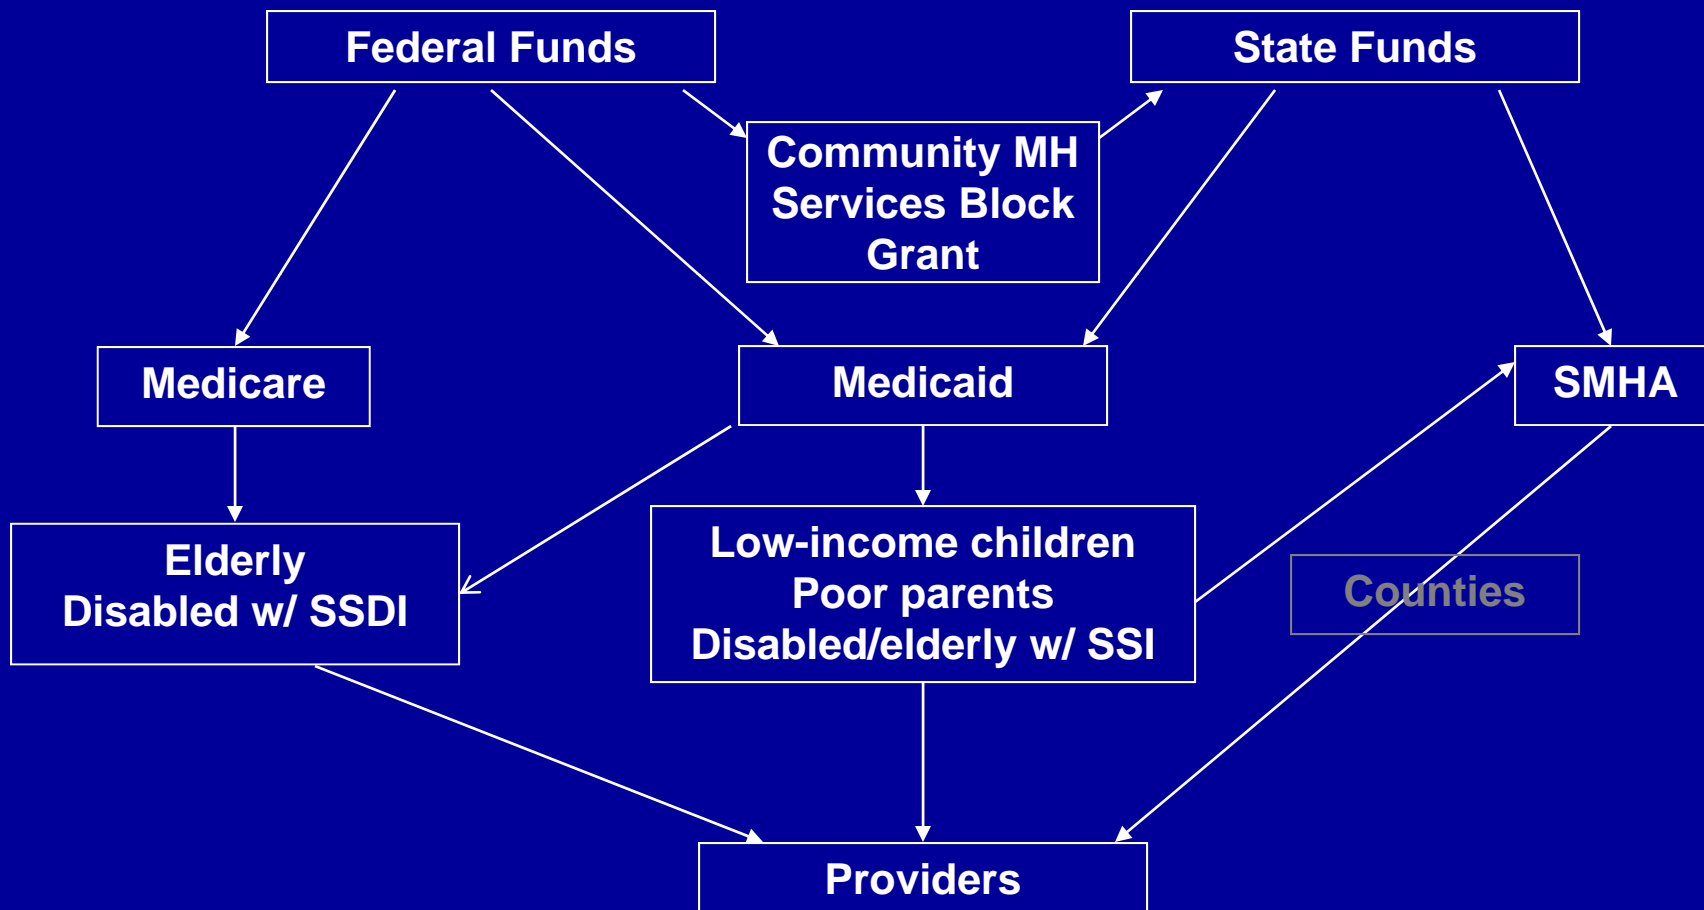 Federal Funds
State Funds
Community MH
Services Block
Grant
Medicare
Medicaid
SMHA
Elderly
Disabled w/ SSDI
Low-income children
Poor parents
Disabled/elderly w/ SSI
Counties
Providers